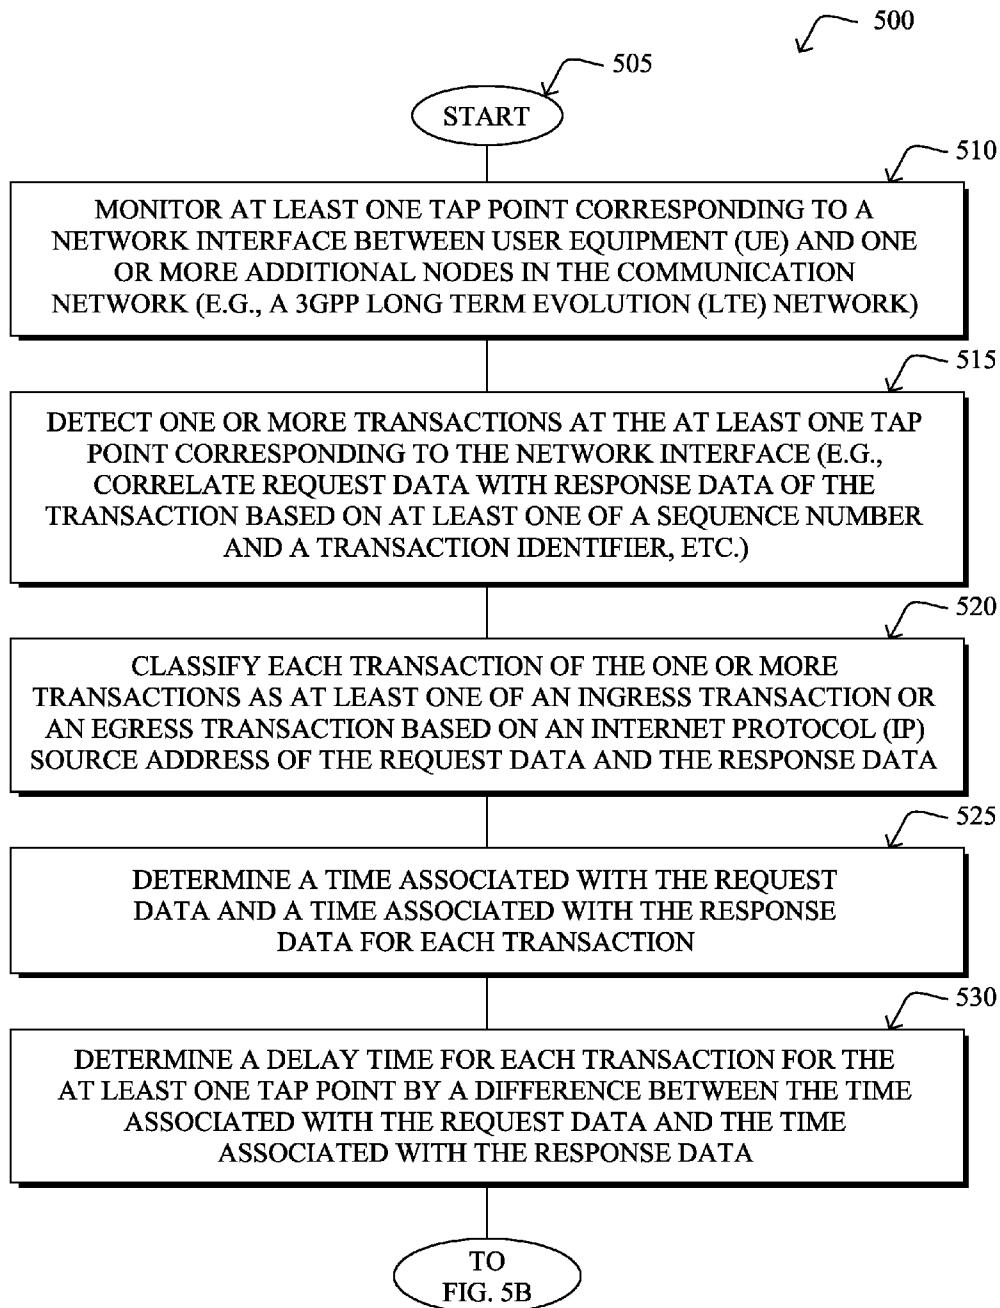 500
505
START
510
MONITOR AT LEAST ONE TAP POINT CORRESPONDING TO A
NETWORK INTERFACE BETWEEN USER EQUIPMENT (UE) AND ONE
OR MORE ADDITIONAL NODES IN THE COMMUNICATION
NETWORK (E.G., A 3GPP LONG TERM EVOLUTION (LTE) NETWORK)
515
DETECT ONE OR MORE TRANSACTIONS AT THE AT LEAST ONE TAP
POINT CORRESPONDING TO THE NETWORK INTERFACE (E.G.,
CORRELATE REQUEST DATA WITH RESPONSE DATA OF THE
TRANSACTION BASED ON AT LEAST ONE OF A SEQUENCE NUMBER
AND A TRANSACTION IDENTIFIER, ETC.)
520
CLASSIFY EACH TRANSACTION OF THE ONE OR MORE
TRANSACTIONS AS AT LEAST ONE OF AN INGRESS TRANSACTION OR
AN EGRESS TRANSACTION BASED ON AN INTERNET PROTOCOL (IP)
SOURCE ADDRESS OF THE REQUEST DATA AND THE RESPONSE DATA
525
DETERMINE A TIME ASSOCIATED WITH THE REQUEST
DATA AND A TIME ASSOCIATED WITH THE RESPONSE
DATA FOR EACH TRANSACTION
530
DETERMINE A DELAY TIME FOR EACH TRANSACTION FOR THE
AT LEAST ONE TAP POINT BY A DIFFERENCE BETWEEN THE TIME
ASSOCIATED WITH THE REQUEST DATA AND THE TIME
ASSOCIATED WITH THE RESPONSE DATA
TO
FIG. 5B